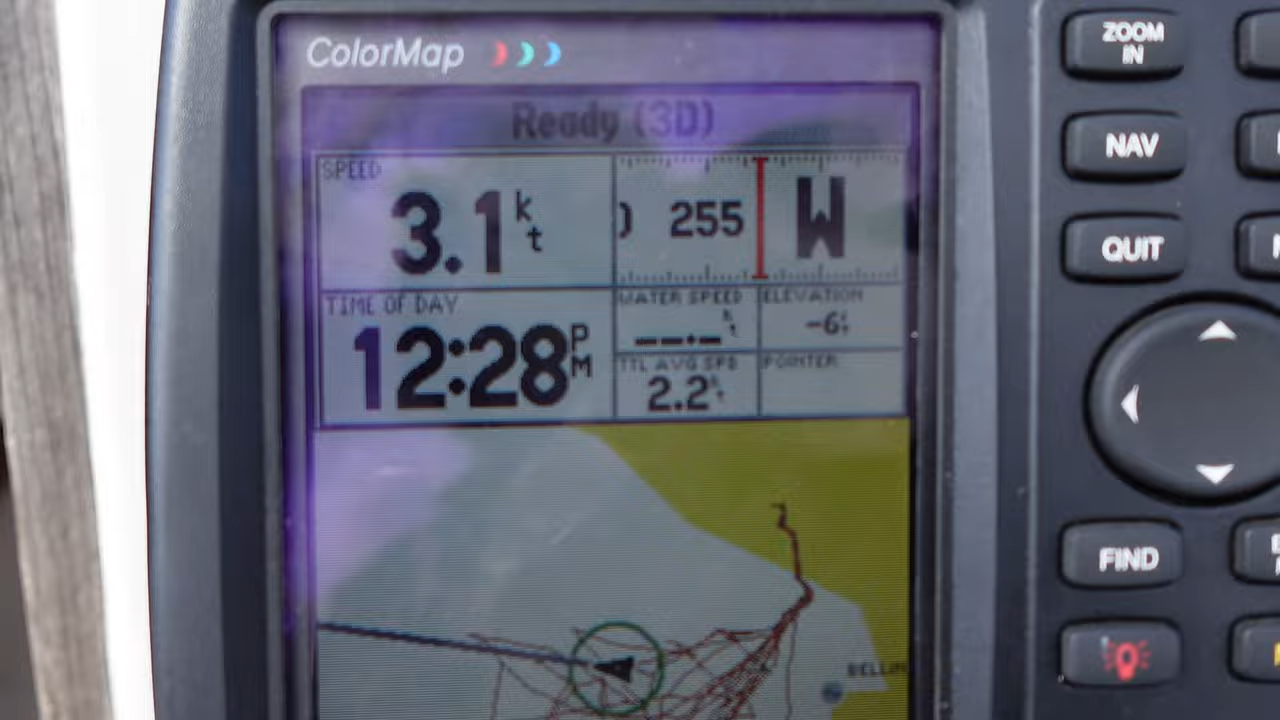 ColorMap
Ready (3D)
SPEED
3.1 kt
255 W
TIME OF DAY
12:28 PM
WATER SPEED
__._
ELEVATION
-6
TTL AVG SPD
2.2
POINTER
ZOOM
IN
NAV
QUIT
FIND